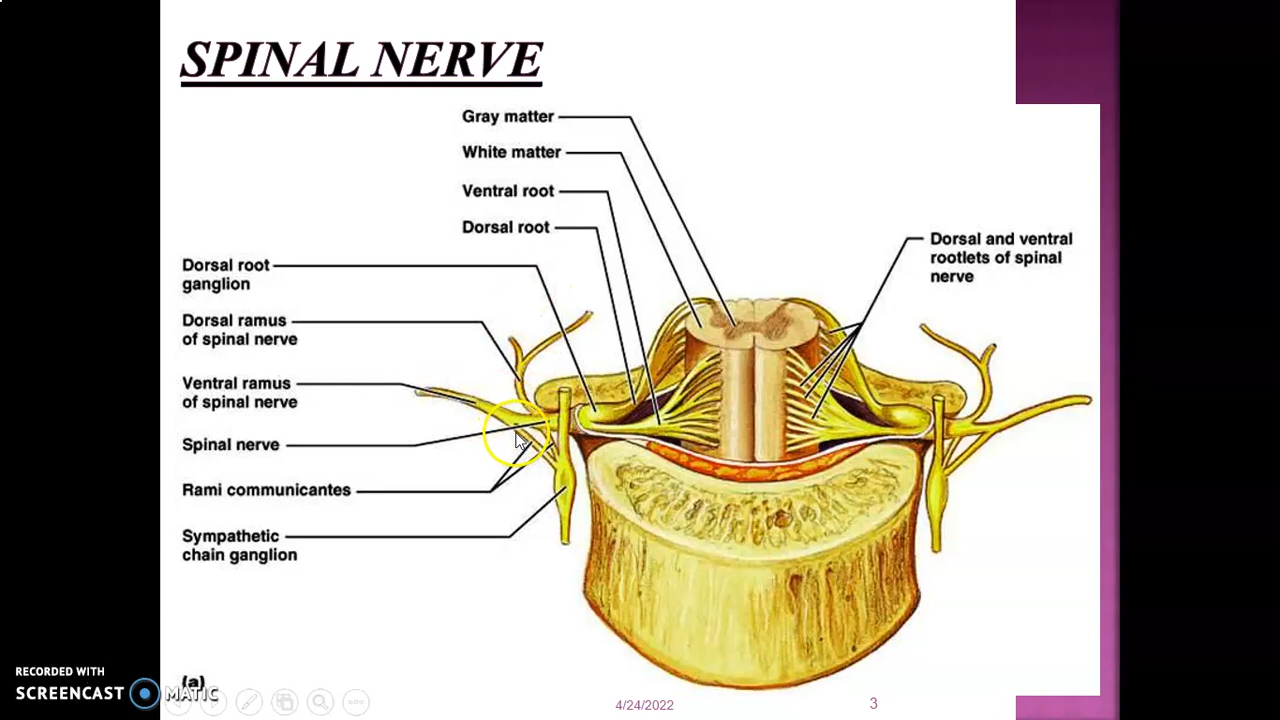 SPINAL NERVE
Gray matter
White matter
Ventral root
Dorsal root
Dorsal root
ganglion
Dorsal ramus
of spinal nerve
Ventral ramus
of spinal nerve
Spinal nerve
Rami communicantes
Sympathetic
chain ganglion
Dorsal and ventral
rootlets of spinal
nerve
(a)
RECORDED WITH
SCREENCAST MATIC
4/24/2022
3